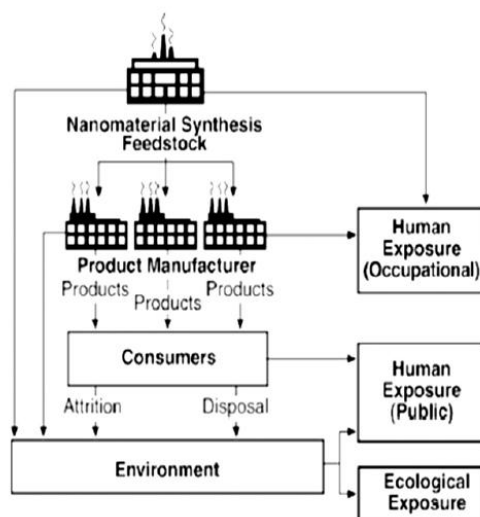 Nanomaterial Synthesis
Feedstock
Product Manufacturer
Products
Products
Products
Human
Exposure
(Occupational)
Consumers
Human
Exposure
(Public)
Attrition
Disposal
Environment
Ecological
Exposure